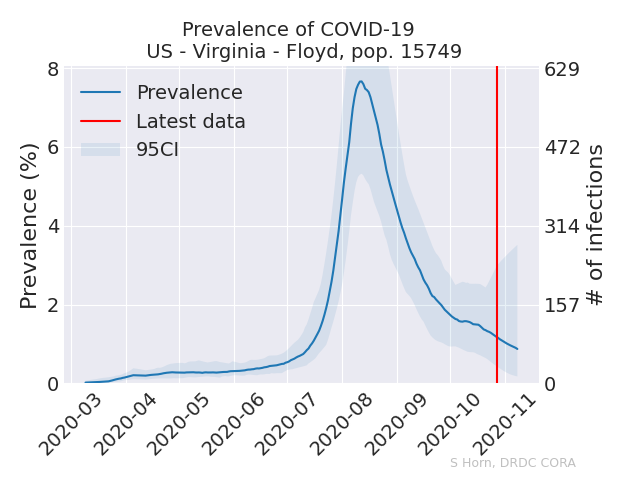 Prevalence of COVID-19
US - Virginia - Floyd, pop. 15749
8
6
4
2
0
Prevalence (%)
Prevalence
Latest data
95CI
629
472
314
157
0
# of infections
2020-03
2020-04
2020-05
2020-06
2020-07
2020-08
2020-09
2020-10
2020-11
S Horn, DRDC CORA